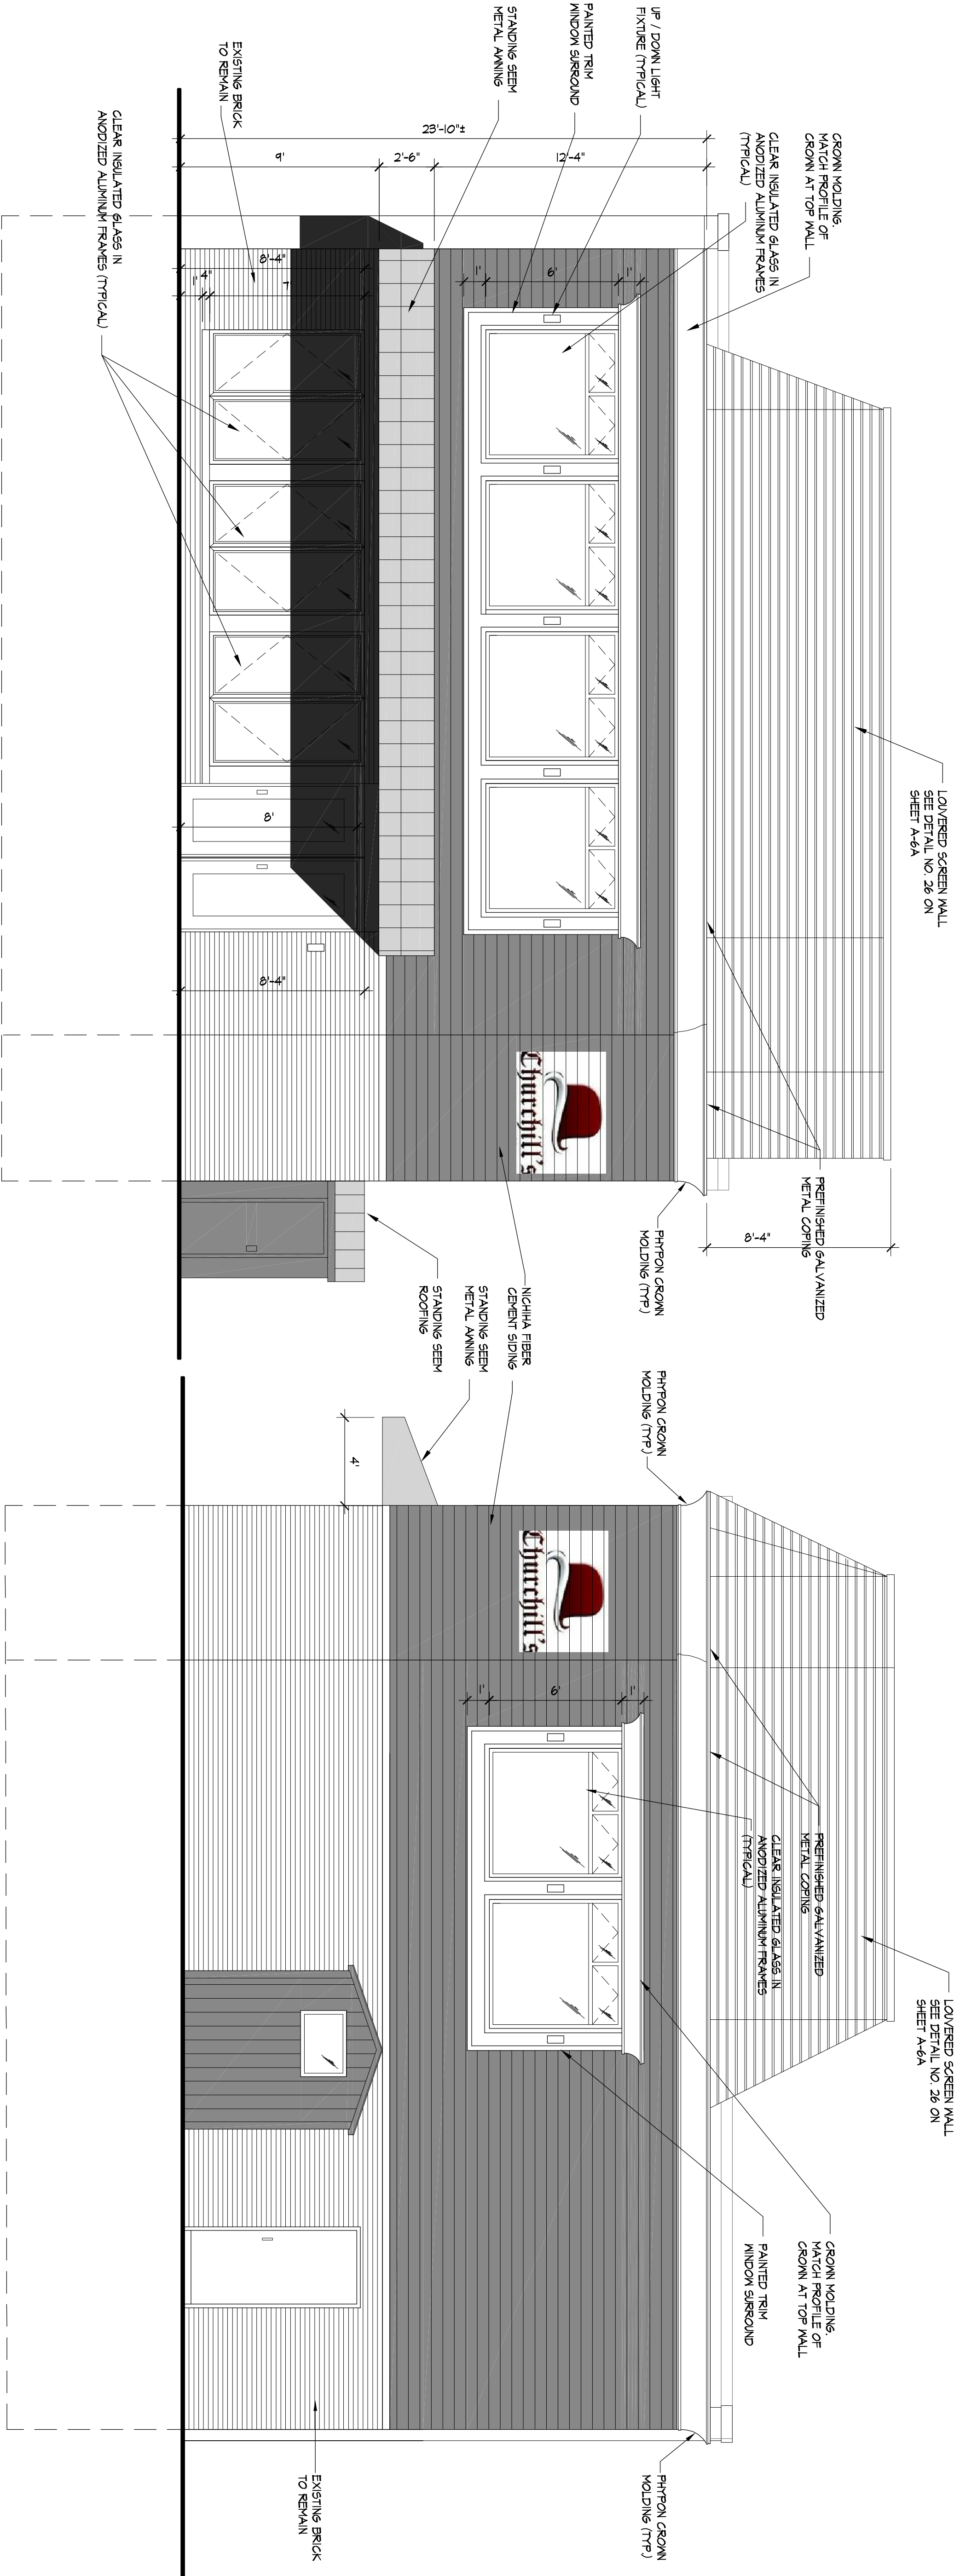 LOUVERED SCREEN WALL
SEE DETAIL NO. 26 ON
SHEET A-6A
CROWN MOLDING.
MATCH PROFILE OF
CROWN AT TOP WALL
CLEAR INSULATED GLASS IN
ANODIZED ALUMINUM FRAMES
(TYPICAL)
UP / DOWN LIGHT
FIXTURE (TYPICAL)
PAINTED TRIM
WINDOW SURROUND
STANDING SEEM
METAL AWNING
EXISTING BRICK
TO REMAIN
CLEAR INSULATED GLASS IN
ANODIZED ALUMINUM FRAMES (TYPICAL)
23'-10"±
12'-4"
2'-6"
9'
1'
6'
1'
8'-4"
7'
4"
1'
8'
8'-4"
Churchill's
PREFINISHED GALVANIZED
METAL COPING
8'-4"
PHYPON CROWN
MOLDING (TYP.)
NICHIHA FIBER
CEMENT SIDING
STANDING SEEM
METAL AWNING
STANDING SEEM
ROOFING
PHYPON CROWN
MOLDING (TYP.)
4'
Churchill's
1'
6'
1'
PREFINISHED GALVANIZED
METAL COPING
CLEAR INSULATED GLASS IN
ANODIZED ALUMINUM FRAMES
(TYPICAL)
LOUVERED SCREEN WALL
SEE DETAIL NO. 26 ON
SHEET A-6A
CROWN MOLDING.
MATCH PROFILE OF
CROWN AT TOP WALL
PAINTED TRIM
WINDOW SURROUND
PHYPON CROWN
MOLDING (TYP.)
EXISTING BRICK
TO REMAIN